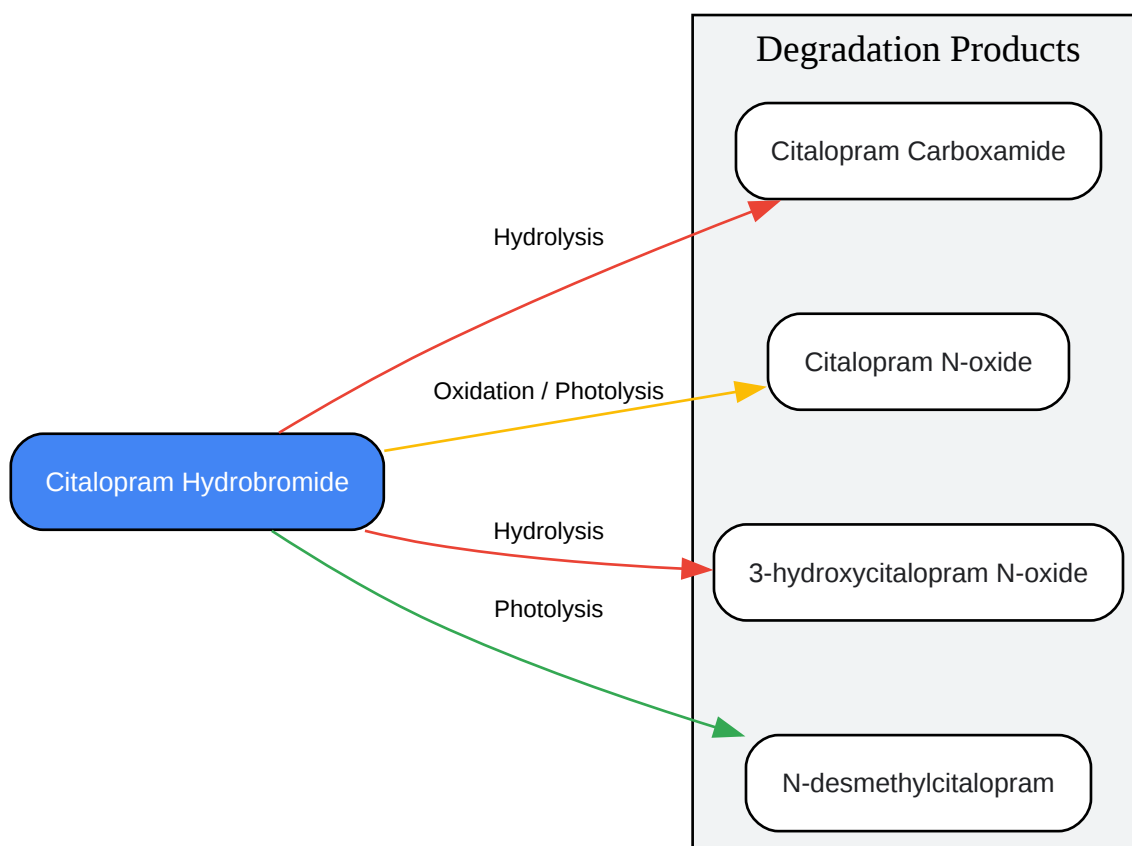 Degradation Products
Citalopram Carboxamide
Hydrolysis
Citalopram N-oxide
Oxidation / Photolysis
Citalopram Hydrobromide
Hydrolysis
3-hydroxycitalopram N-oxide
Photolysis
N-desmethylcitalopram